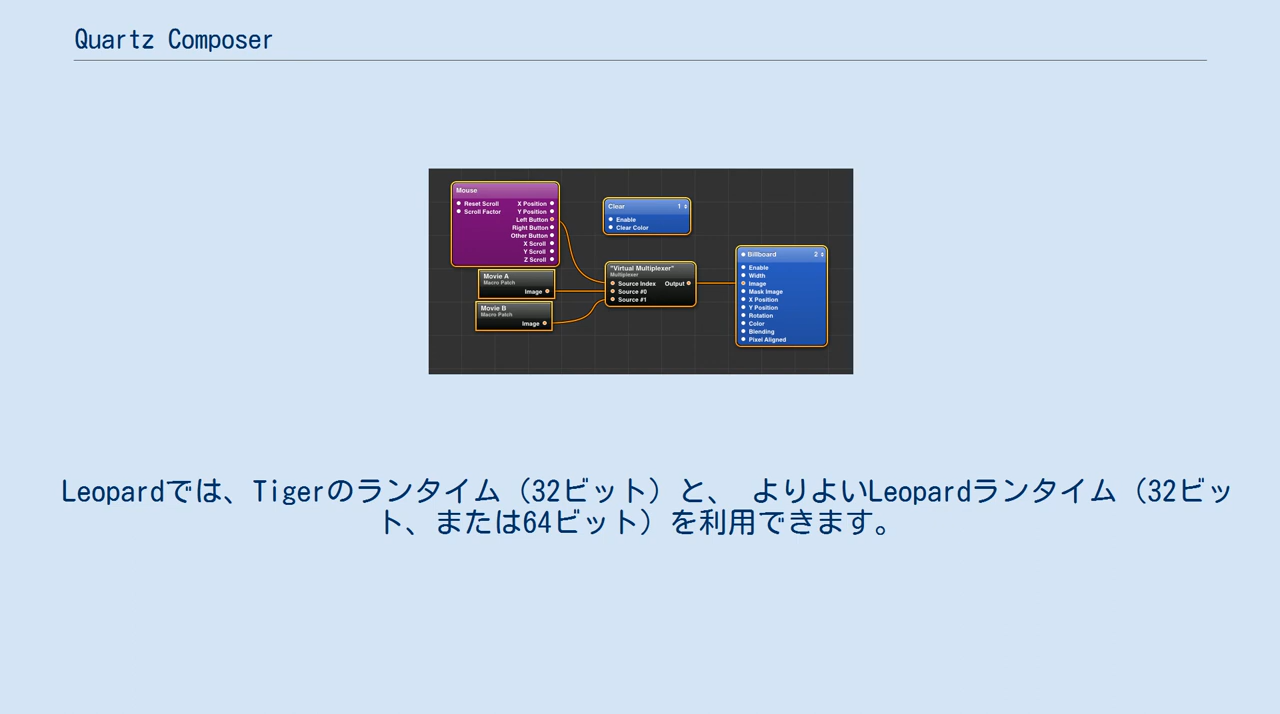 Quartz Composer
Mouse
Reset Scroll X Position
Scroll Factor Y Position
Left Button
Right Button
Other Button
X Scroll
Y Scroll
Z Scroll
Clear 1
Enable
Clear Color
Movie A
Macro Patch
Image
Movie B
Macro Patch
Image
"Virtual Multiplexer"
Multiplexer
Source Index Output
Source #0
Source #1
Billboard 2
Enable
Width
Image
Mask Image
X Position
Y Position
Rotation
Color
Blending
Pixel Aligned
Leopardでは、Tigerのランタイム（32ビット）と、 よりよいLeopardランタイム（32ビッ
ト、または64ビット）を利用できます。